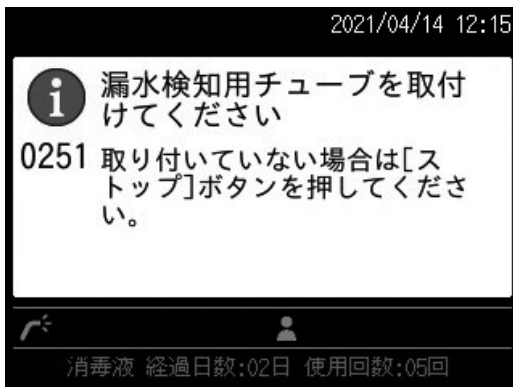 2021/04/14 12:15
漏水検知用チューブを取付
けてください
0251 取り付いていない場合は[ス
トップ]ボタンを押してくださ
い。
消毒液 経過日数:02日 使用回数:05回